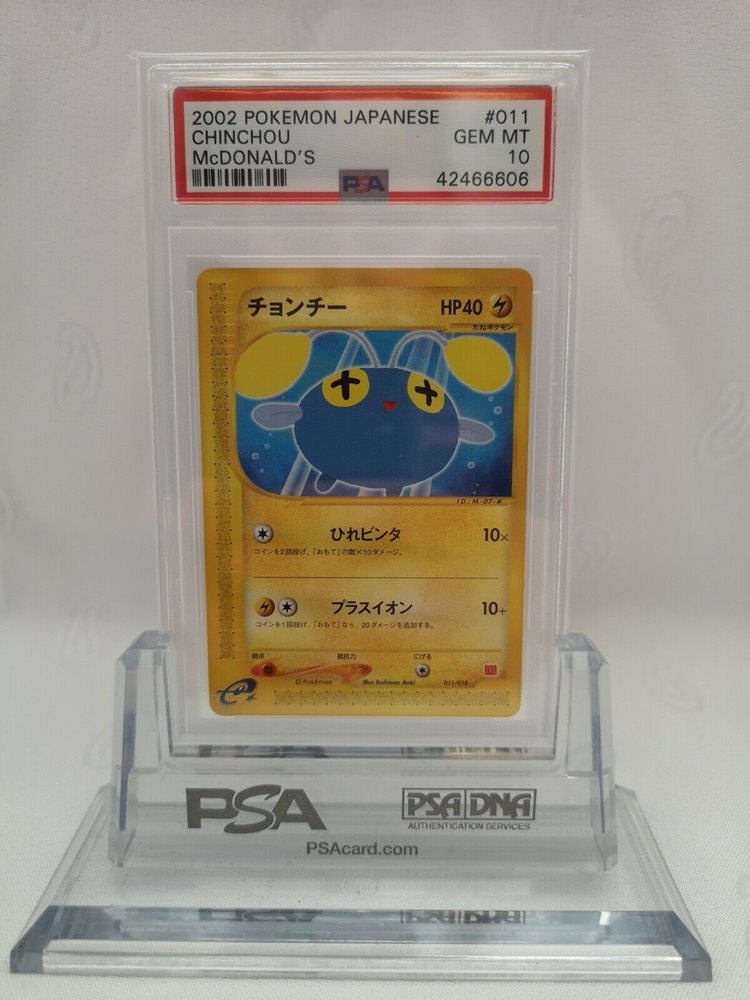 2002 POKEMON JAPANESE #011
CHINCHOU GEM MT
McDONALD'S 10
PSA 42466606
チョンチー HP40
たねポケモン
ID:M-07-#
ひれビンタ 10×
コインを2回投げ、「おもて」の数×10ダメージ。
プラスイオン 10+
コインを1回投げ、「おもて」なら、20ダメージを追加する。
弱点 抵抗力 にげる
© Pokémon Illus.Toshinao Aoki 011/018
e
PSA PSA DNA
AUTHENTICATION SERVICES
PSAcard.com